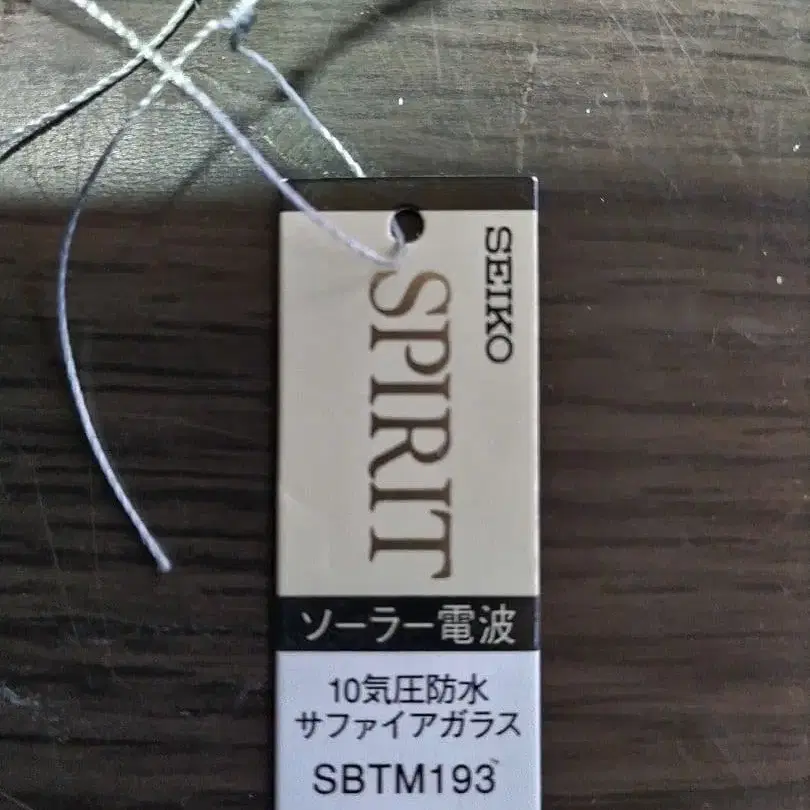 SEIKO
SPIRIT
ソーラー電波
10気圧防水
サファイアガラス
SBTM193